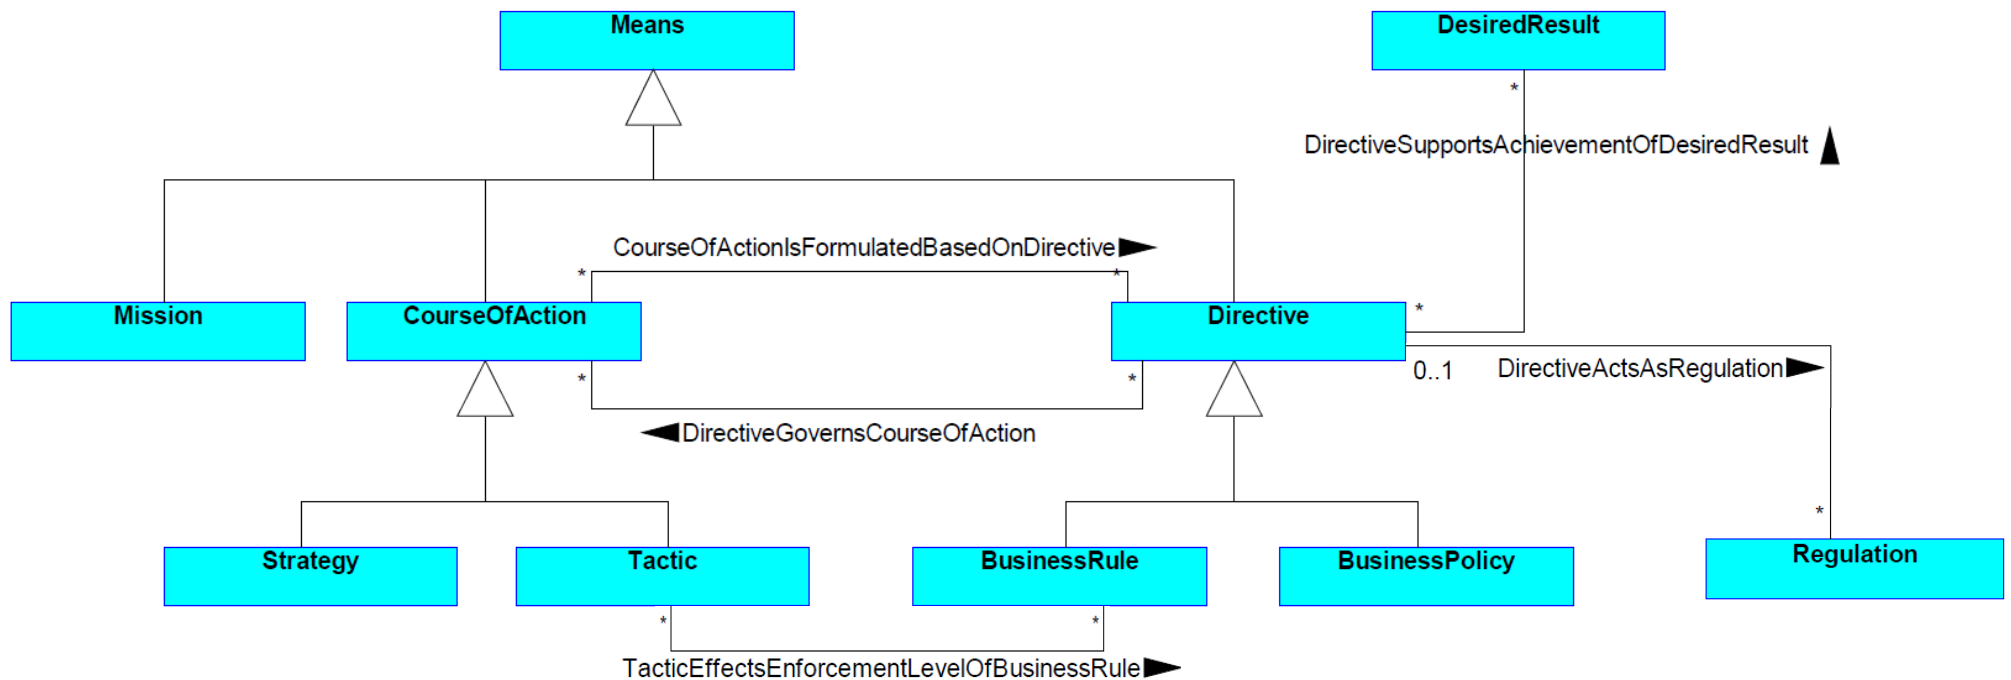 Means
DesiredResult
*
DirectiveSupportsAchievementOfDesiredResult
CourseOfActionIsFormulatedBasedOnDirective
*
*
Mission
CourseOfAction
Directive
*
*
*
0..1
DirectiveActsAsRegulation
DirectiveGovernsCourseOfAction
*
Strategy
Tactic
BusinessRule
BusinessPolicy
Regulation
*
*
TacticEffectsEnforcementLevelOfBusinessRule